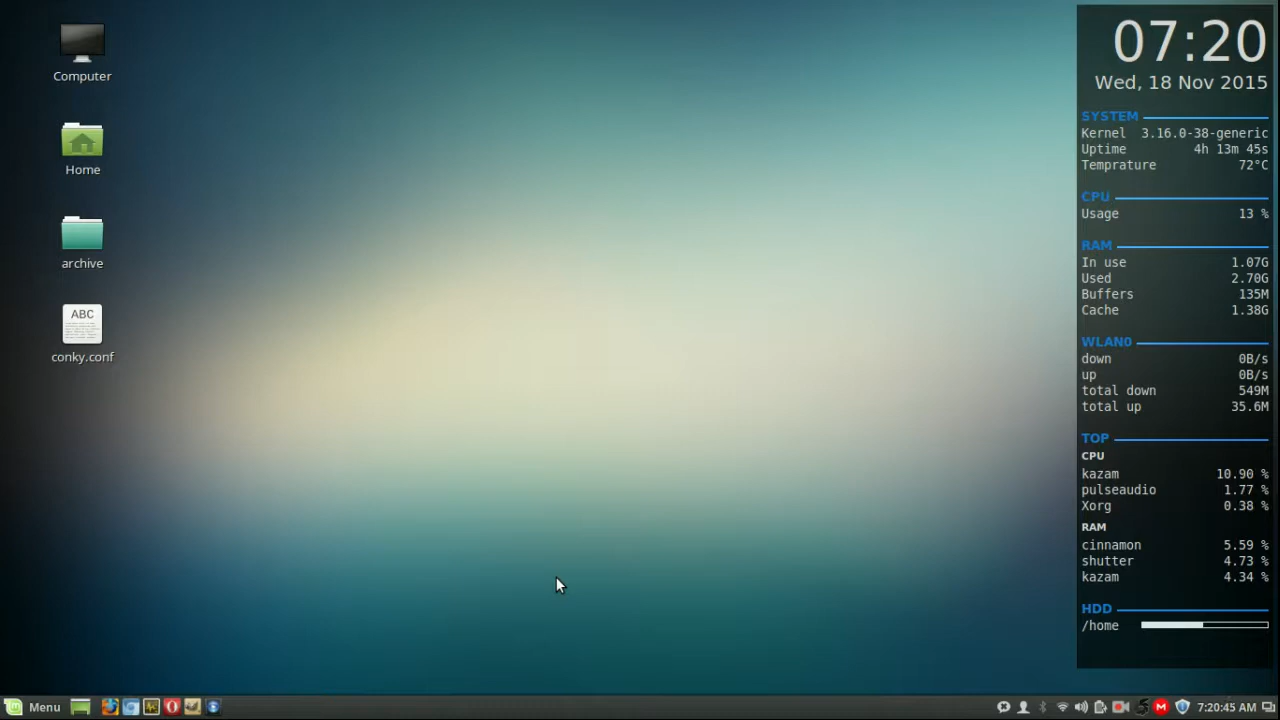 Computer
Home
archive
ABC
conky.conf
07:20
Wed, 18 Nov 2015
SYSTEM
Kernel 3.16.0-38-generic
Uptime 4h 13m 45s
Temprature 72°C
CPU
Usage 13 %
RAM
In use 1.07G
Used 2.70G
Buffers 135M
Cache 1.38G
WLAN0
down 0B/s
up 0B/s
total down 549M
total up 35.6M
TOP
CPU
kazam 10.90 %
pulseaudio 1.77 %
Xorg 0.38 %
RAM
cinnamon 5.59 %
shutter 4.73 %
kazam 4.34 %
HDD
/home
Menu
7:20:45 AM